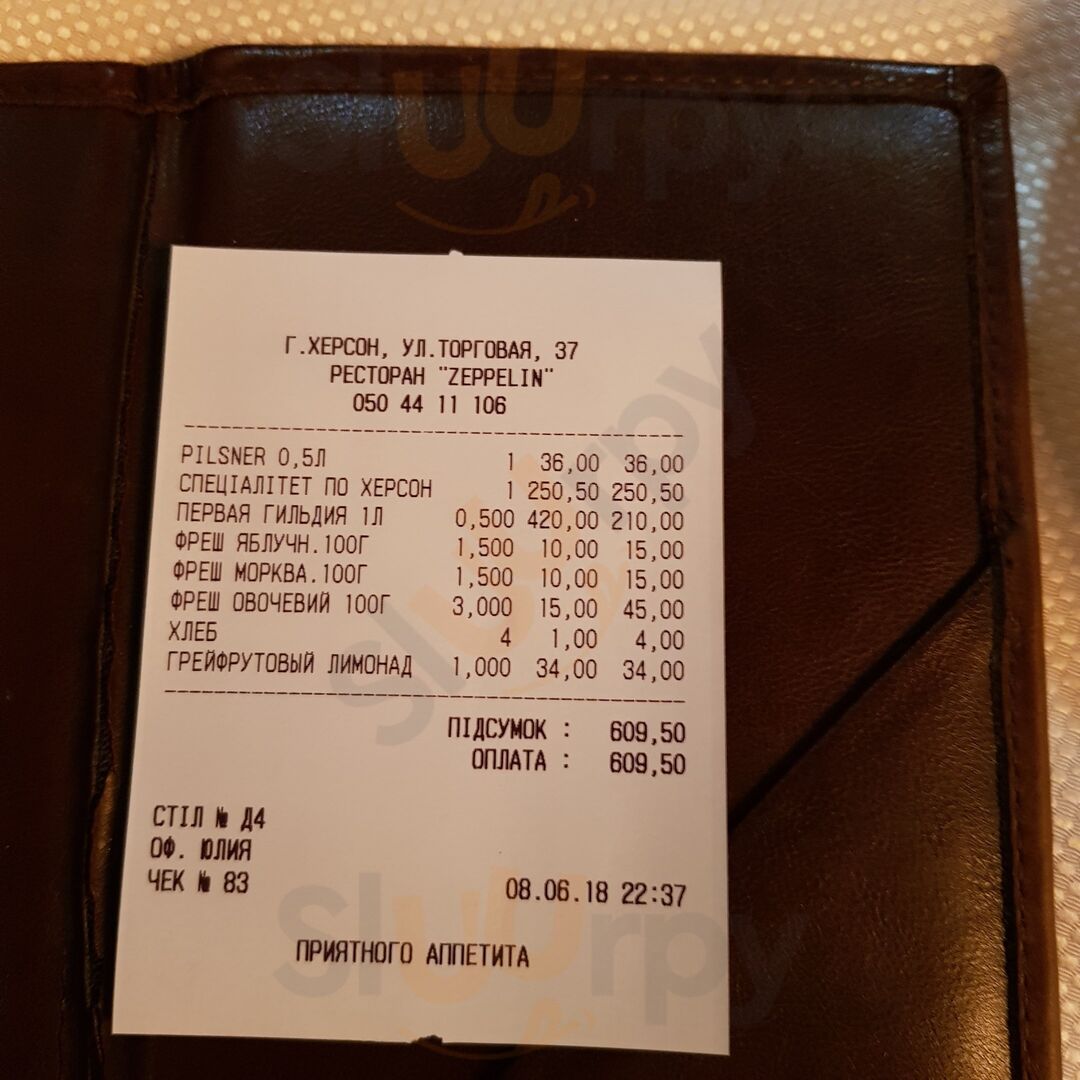 Г.ХЕРСОН, УЛ.ТОРГОВАЯ, 37
РЕСТОРАН "ZEPPELIN"
050 44 11 106
PILSNER 0,5Л 1 36,00 36,00
СПЕЦІАЛІТЕТ ПО ХЕРСОН 1 250,50 250,50
ПЕРВАЯ ГИЛЬДИЯ 1Л 0,500 420,00 210,00
ФРЕШ ЯБЛУЧН.100Г 1,500 10,00 15,00
ФРЕШ МОРКВА.100Г 1,500 10,00 15,00
ФРЕШ ОВОЧЕВИЙ 100Г 3,000 15,00 45,00
ХЛЕБ 4 1,00 4,00
ГРЕЙФРУТОВЫЙ ЛИМОНАД 1,000 34,00 34,00
ПІДСУМОК : 609,50
ОПЛАТА : 609,50
СТІЛ № Д4
ОФ. ЮЛИЯ
ЧЕК № 83 08.06.18 22:37
ПРИЯТНОГО АППЕТИТА
Sluurpy
Sluurpy
Sluurpy